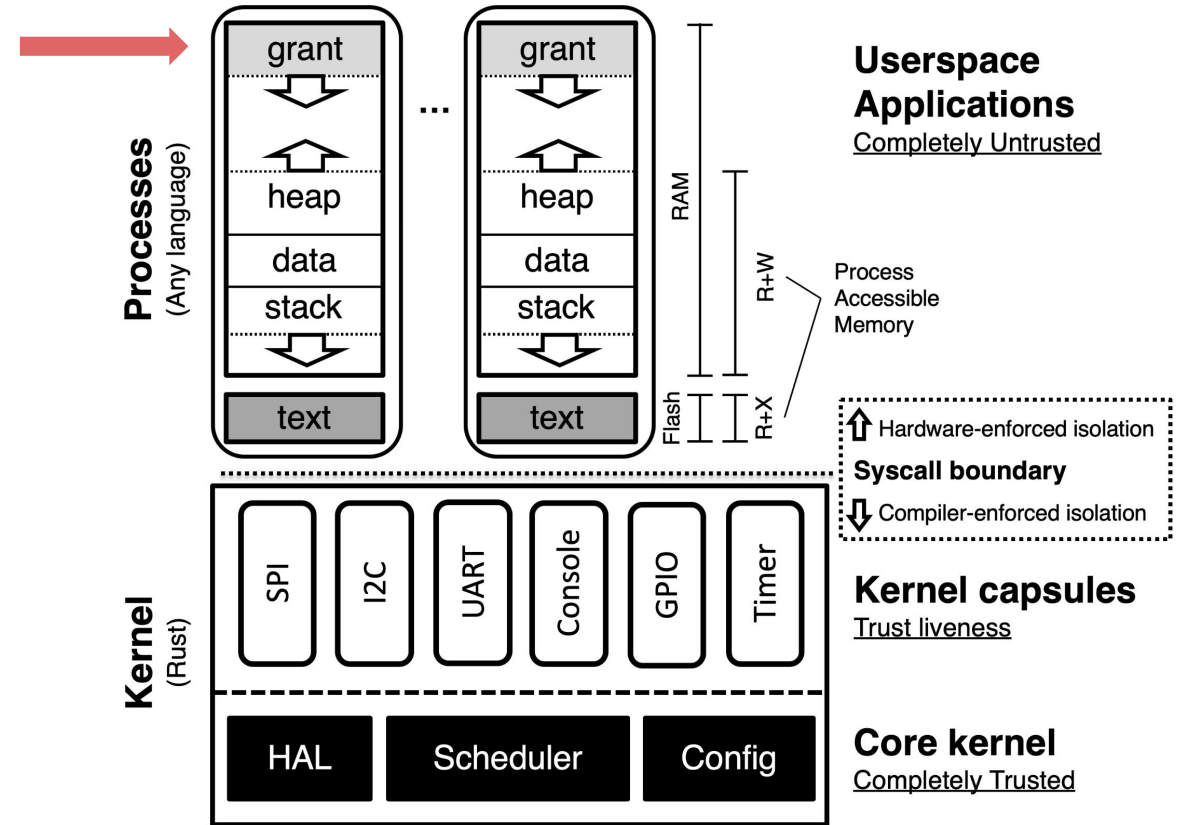 Processes
(Any language)
grant
heap
data
stack
text
...
grant
heap
data
stack
text
RAM
Flash
R+W
R+X
Process
Accessible
Memory
Userspace
Applications
Completely Untrusted
Hardware-enforced isolation
Syscall boundary
Compiler-enforced isolation
Kernel
(Rust)
SPI
I2C
UART
Console
GPIO
Timer
Kernel capsules
Trust liveness
HAL
Scheduler
Config
Core kernel
Completely Trusted